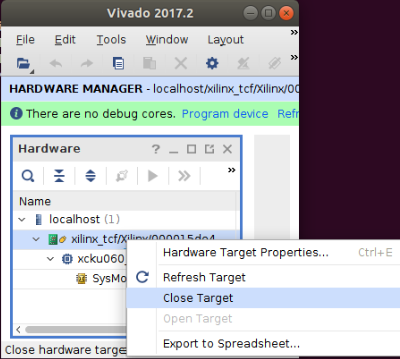 Vivado 2017.2
File Edit Tools Window Layout
HARDWARE MANAGER - localhost/xilinx_tcf/Xilinx/00
There are no debug cores. Program device Refr
Hardware
Name
localhost (1)
xilinx_tcf/Xilinx/000015de4
xcku060_
SysMo
Close hardware targe
Hardware Target Properties... Ctrl+E
Refresh Target
Close Target
Open Target
Export to Spreadsheet...